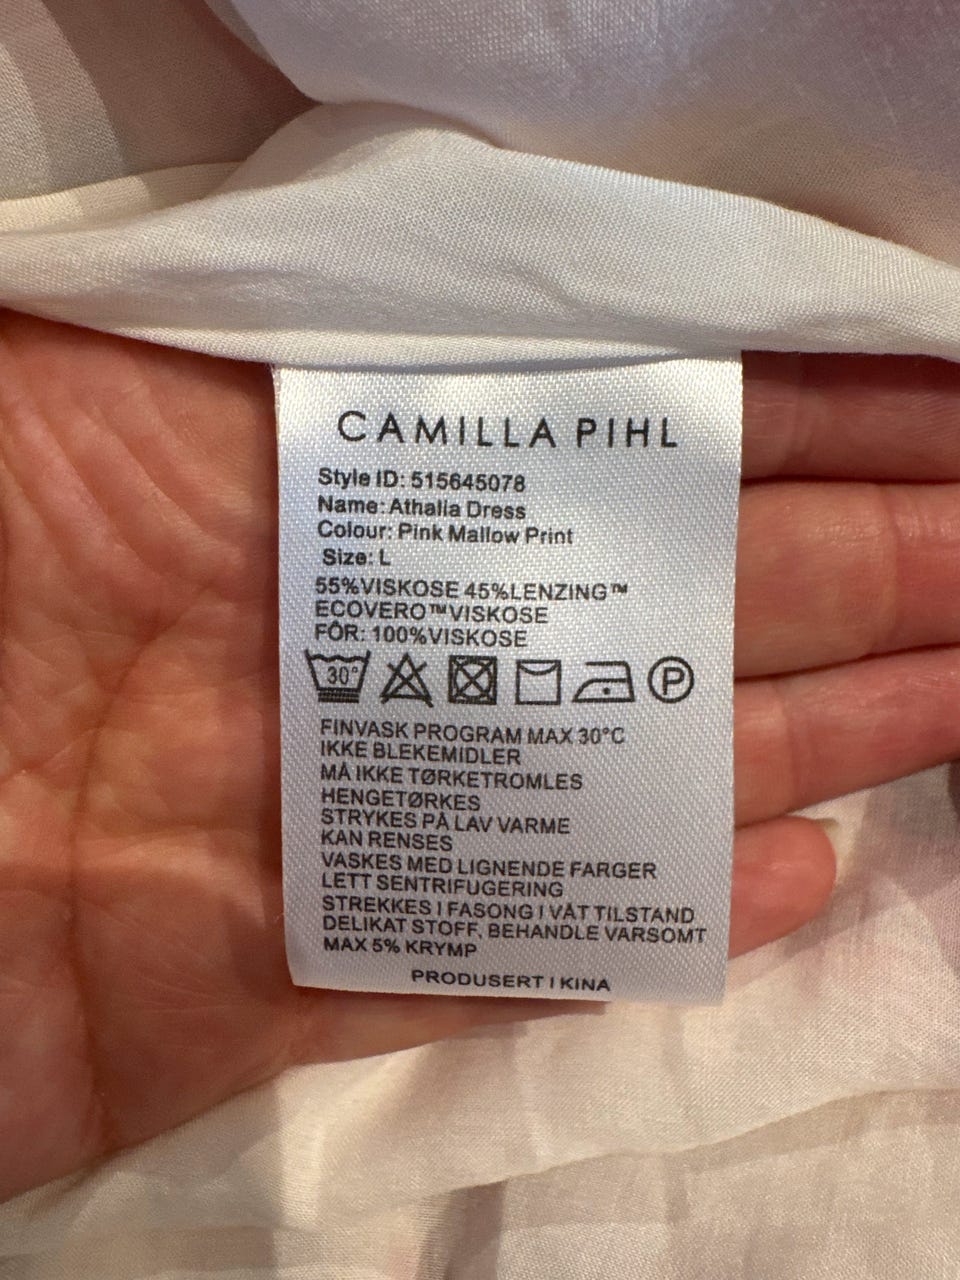 CAMILLA PIHL
Style ID: 515645078
Name: Athalia Dress
Colour: Pink Mallow Print
Size: L
55%VISKOSE 45%LENZING™
ECOVERO™VISKOSE
FÔR: 100%VISKOSE
30° P
FINVASK PROGRAM MAX 30°C
IKKE BLEKEMIDLER
MÅ IKKE TØRKETROMLES
HENGETØRKES
STRYKES PÅ LAV VARME
KAN RENSES
VASKES MED LIGNENDE FARGER
LETT SENTRIFUGERING
STREKKES I FASONG I VÅT TILSTAND
DELIKAT STOFF, BEHANDLE VARSOMT
MAX 5% KRYMP
PRODUSERT I KINA